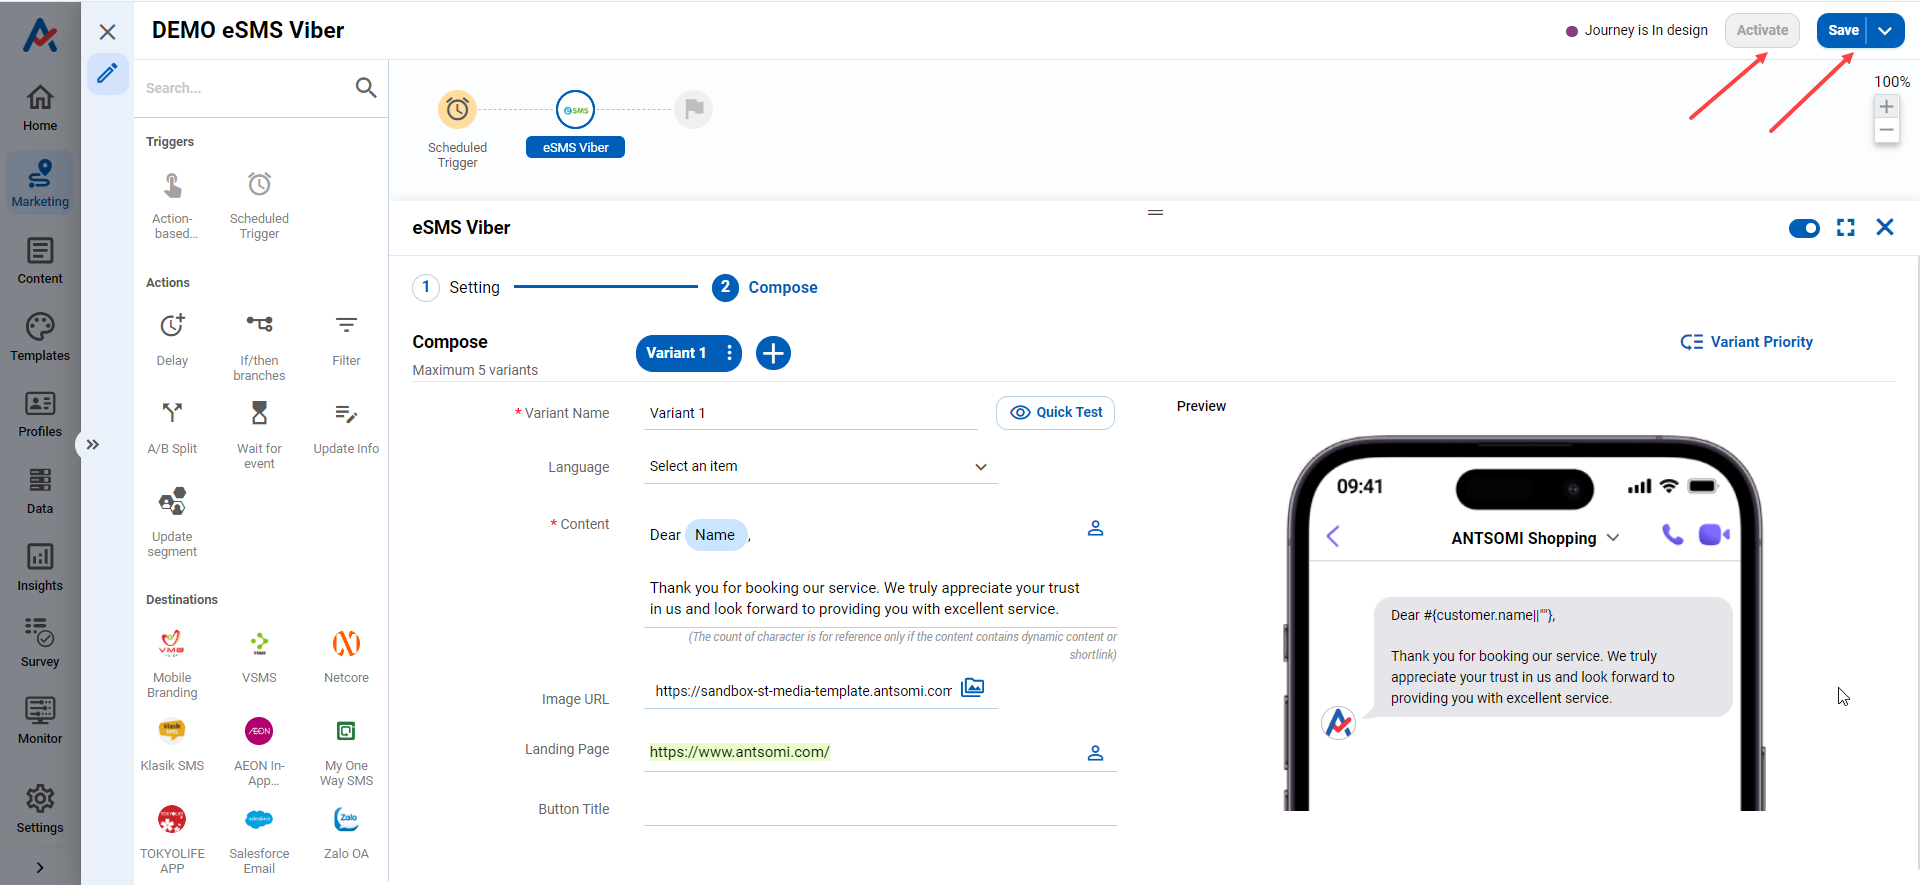 DEMO eSMS Viber
Journey is In design
Activate
Save
Home
Marketing
Content
Templates
Profiles
Data
Insights
Survey
Monitor
Settings
Search...
Triggers
Action-
based...
Scheduled
Trigger
Actions
Delay
If/then
branches
Filter
A/B Split
Wait for
event
Update Info
Update
segment
Destinations
VMG
Mobile
Branding
VSMS
Netcore
klasik
SMS
Klasik SMS
ÆON
AEON In-
App...
My One
Way SMS
TOKYOLIFE
TOKYOLIFE
APP
salesforce
Salesforce
Email
Zalo
Zalo OA
100%
Scheduled
Trigger
eSMS
eSMS Viber
eSMS Viber
1 Setting
2 Compose
Compose
Maximum 5 variants
Variant 1
Variant Priority
* Variant Name
Variant 1
Quick Test
Language
Select an item
* Content
Dear Name ,
Thank you for booking our service. We truly appreciate your trust
in us and look forward to providing you with excellent service.
(The count of character is for reference only if the content contains dynamic content or
shortlink)
Image URL
https://sandbox-st-media-template.antsomi.com
Landing Page
https://www.antsomi.com/
Button Title
Preview
09:41
ANTSOMI Shopping
Dear #{customer.name||""},
Thank you for booking our service. We truly
appreciate your trust in us and look forward to
providing you with excellent service.